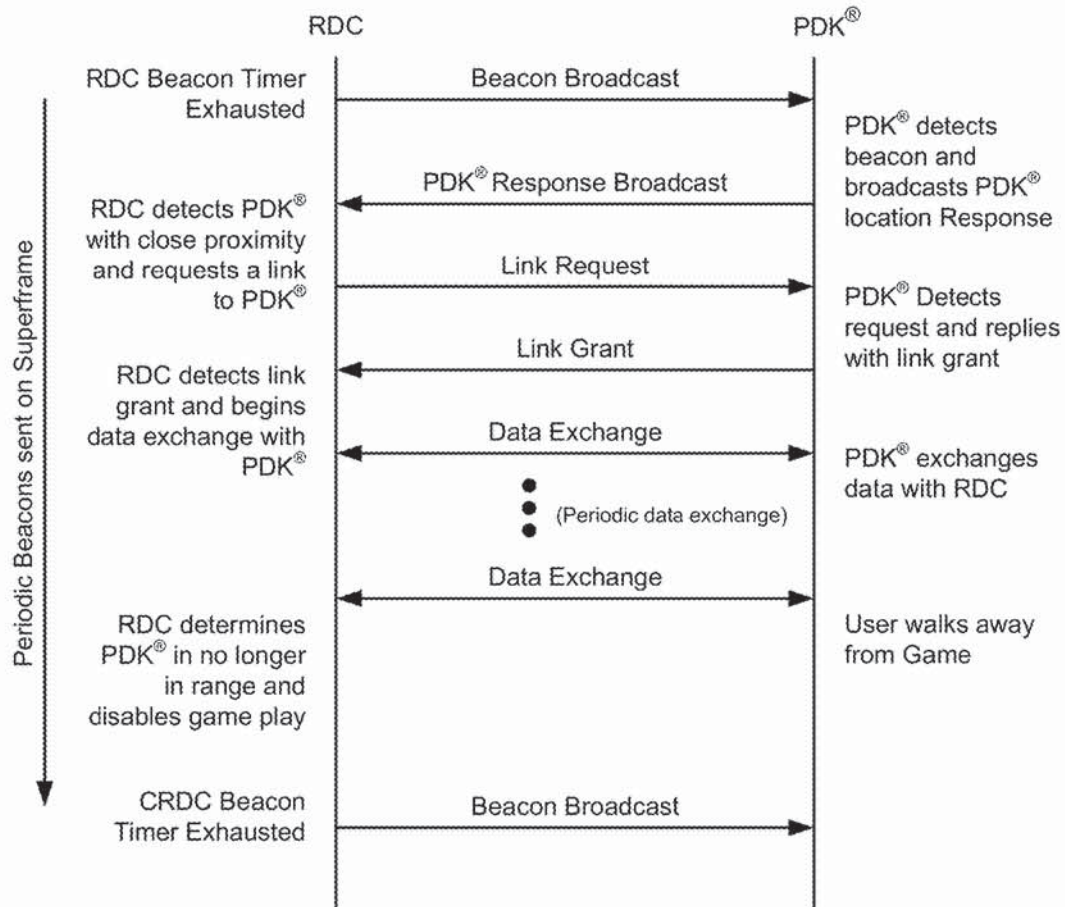 RDC
PDK®
RDC Beacon Timer
Exhausted
Beacon Broadcast
PDK® detects
beacon and
broadcasts PDK®
location Response
PDK® Response Broadcast
RDC detects PDK®
with close proximity
and requests a link
to PDK®
Link Request
PDK® Detects
request and replies
with link grant
Link Grant
RDC detects link
grant and begins
data exchange with
PDK®
Data Exchange
PDK® exchanges
data with RDC
(Periodic data exchange)
Data Exchange
RDC determines
PDK® in no longer
in range and
disables game play
User walks away
from Game
CRDC Beacon
Timer Exhausted
Beacon Broadcast
Periodic Beacons sent on Superframe